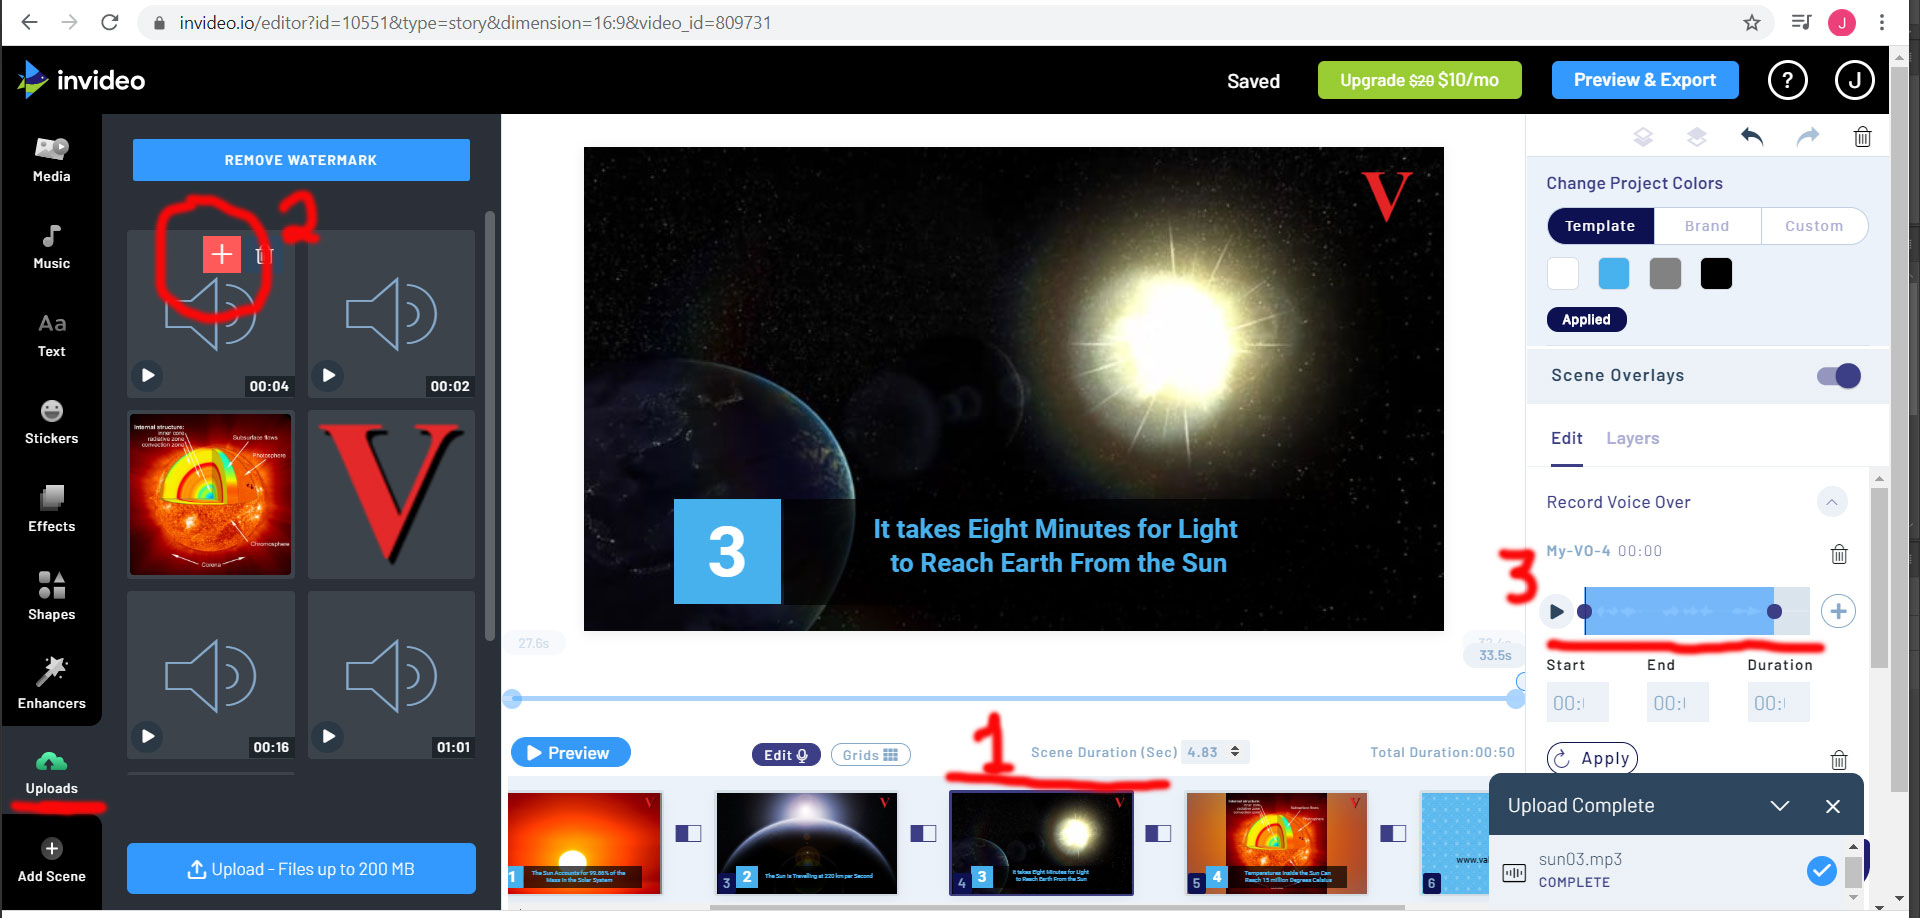 invideo.io/editor?id=10551&type=story&dimension=16:9&video_id=809731
J
invideo
Saved
Upgrade $20 $10/mo
Preview & Export
?
J
Media
Music
Aa
Text
Stickers
Effects
Shapes
Enhancers
Uploads
Add Scene
REMOVE WATERMARK
2
00:04
00:02
Internal structure:
inner core
radiative zone
convection zone
Subsurface flows
Photosphere
Chromosphere
Corona
V
00:16
01:01
Upload - Files up to 200 MB
V
3
It takes Eight Minutes for Light
to Reach Earth From the Sun
27.6s
32.4s
33.5s
Preview
1
Edit
Grids
Scene Duration (Sec)
4.83
Total Duration:00:50
V
1
The Sun Accounts for 99.86% of the
Mass in the Solar System
V
3
2
The Sun is Travelling at 220 km per Second
V
4
3
It takes Eight Minutes for Light
to Reach Earth From the Sun
V
5
4
Temperatures Inside the Sun Can
Reach 15 million Degrees Celsius
6
www.va
Change Project Colors
Template
Brand
Custom
Applied
Scene Overlays
Edit
Layers
Record Voice Over
My-VO-4 00:00
3
Start
End
Duration
00:
00:
00:
Apply
Upload Complete
sun03.mp3
COMPLETE